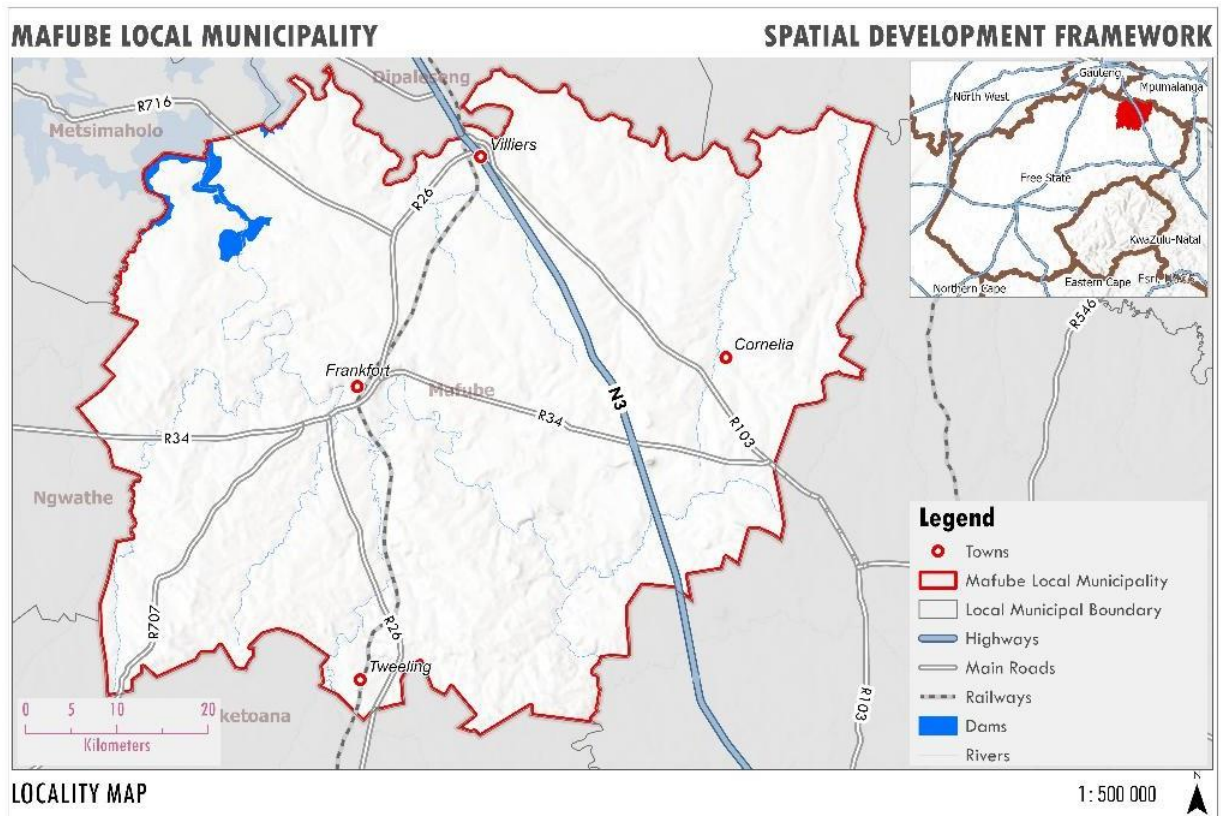 MAFUBE LOCAL MUNICIPALITY
SPATIAL DEVELOPMENT FRAMEWORK
Dipaleseng
R716
Metsimaholo
Villiers
R26
Cornelia
Frankfort
Mafube
R34
R34
N3
R103
Ngwathe
R707
R26
Tweeling
ketoana
R103
R546
Gauteng
Mpumalanga
North West
Free State
KwaZulu-Natal
Northern Cape
Eastern Cape
Esri,
Legend
Towns
Mafube Local Municipality
Local Municipal Boundary
Highways
Main Roads
Railways
Dams
Rivers
0 5 10 20
Kilometers
LOCALITY MAP
1: 500 000
N